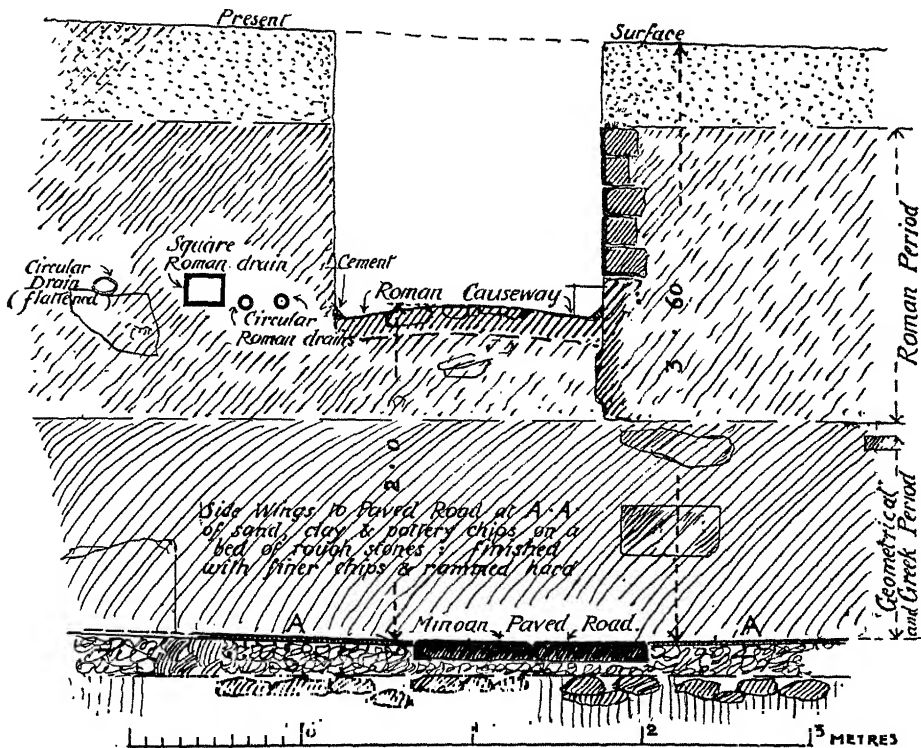 Present
Surface
Circular
Drain
(flattened
Square
Roman drain
Cement
Roman Causeway
Circular
Roman drains
3.60
Roman Period
2.0
Geometrical
and Greek Period
Side Wings to Paved Road at A·A·
of sand, clay & pottery chips on a
bed of rough stones: finished
with finer chips & rammed hard
A
Minoan Paved Road
A
0 1 2 3 METRES